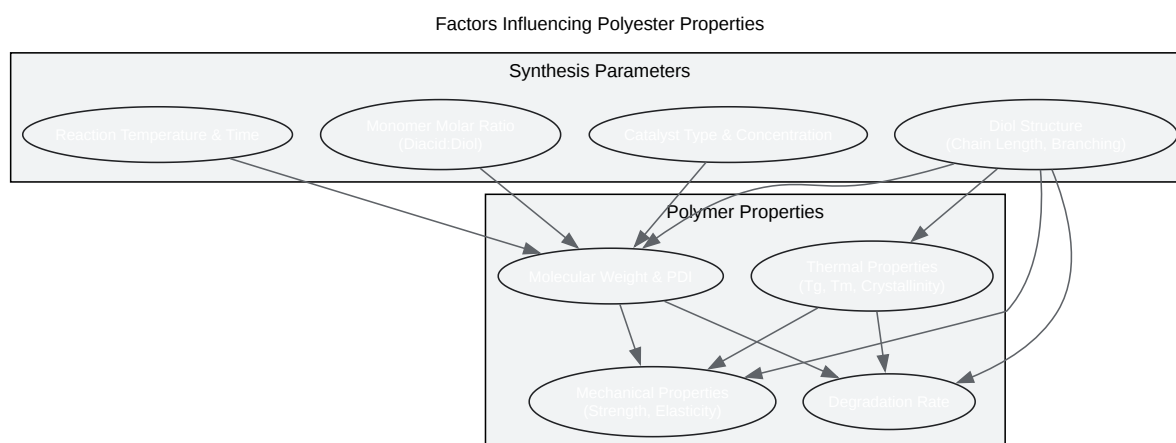 Factors Influencing Polyester Properties
Synthesis Parameters
Reaction Temperature & Time
Monomer Molar Ratio
(Diacid:Diol)
Catalyst Type & Concentration
Diol Structure
(Chain Length, Branching)
Polymer Properties
Molecular Weight & PDI
Thermal Properties
(Tg, Tm, Crystallinity)
Mechanical Properties
(Strength, Elasticity)
Degradation Rate